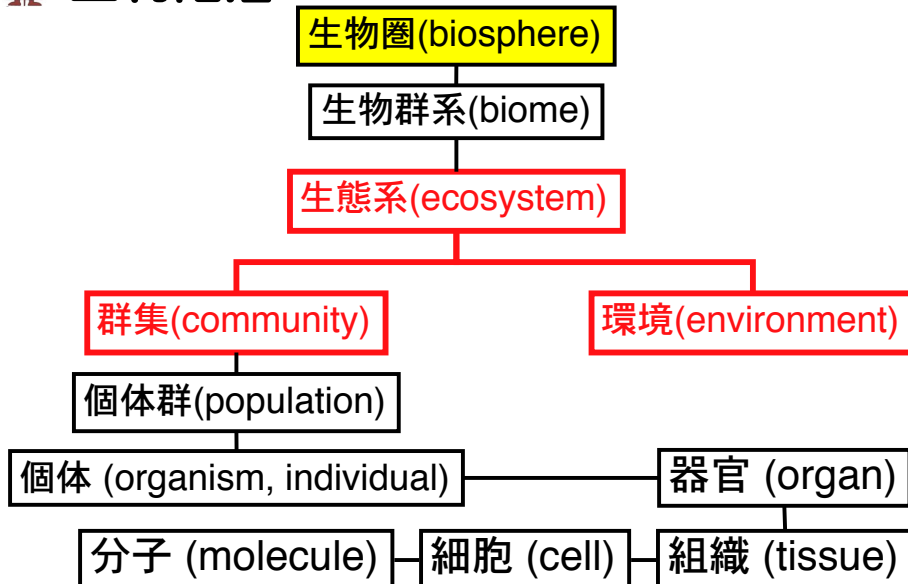 生物圏(biosphere)
生物群系(biome)
生態系(ecosystem)
群集(community)
環境(environment)
個体群(population)
個体 (organism, individual)
器官 (organ)
分子 (molecule)
細胞 (cell)
組織 (tissue)